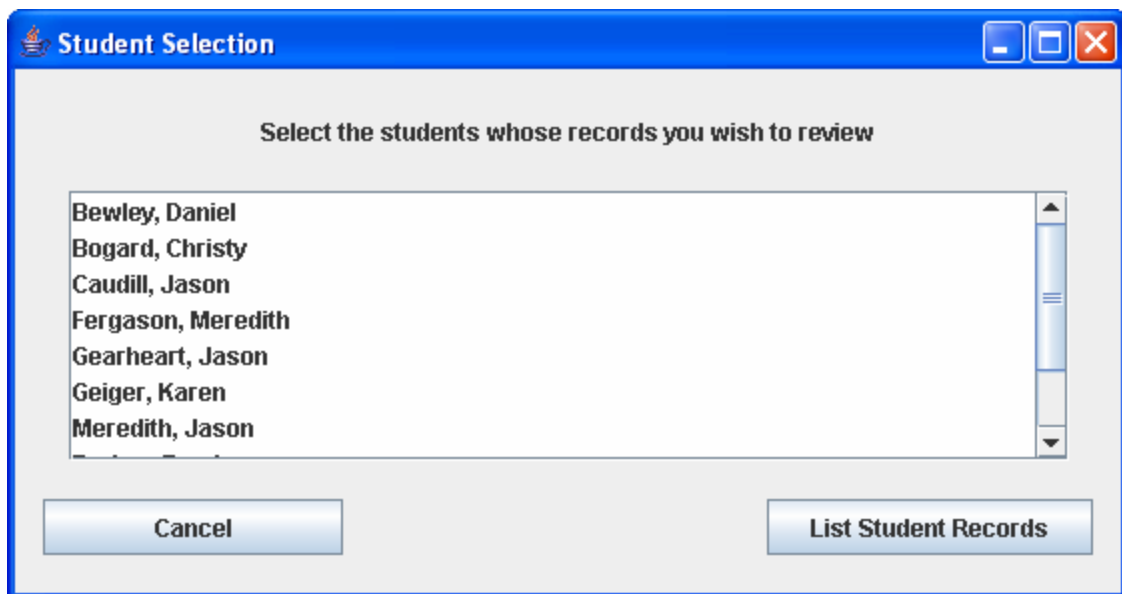 Student Selection
Select the students whose records you wish to review
Bewley, Daniel
Bogard, Christy
Caudill, Jason
Fergason, Meredith
Gearheart, Jason
Geiger, Karen
Meredith, Jason
Cancel
List Student Records